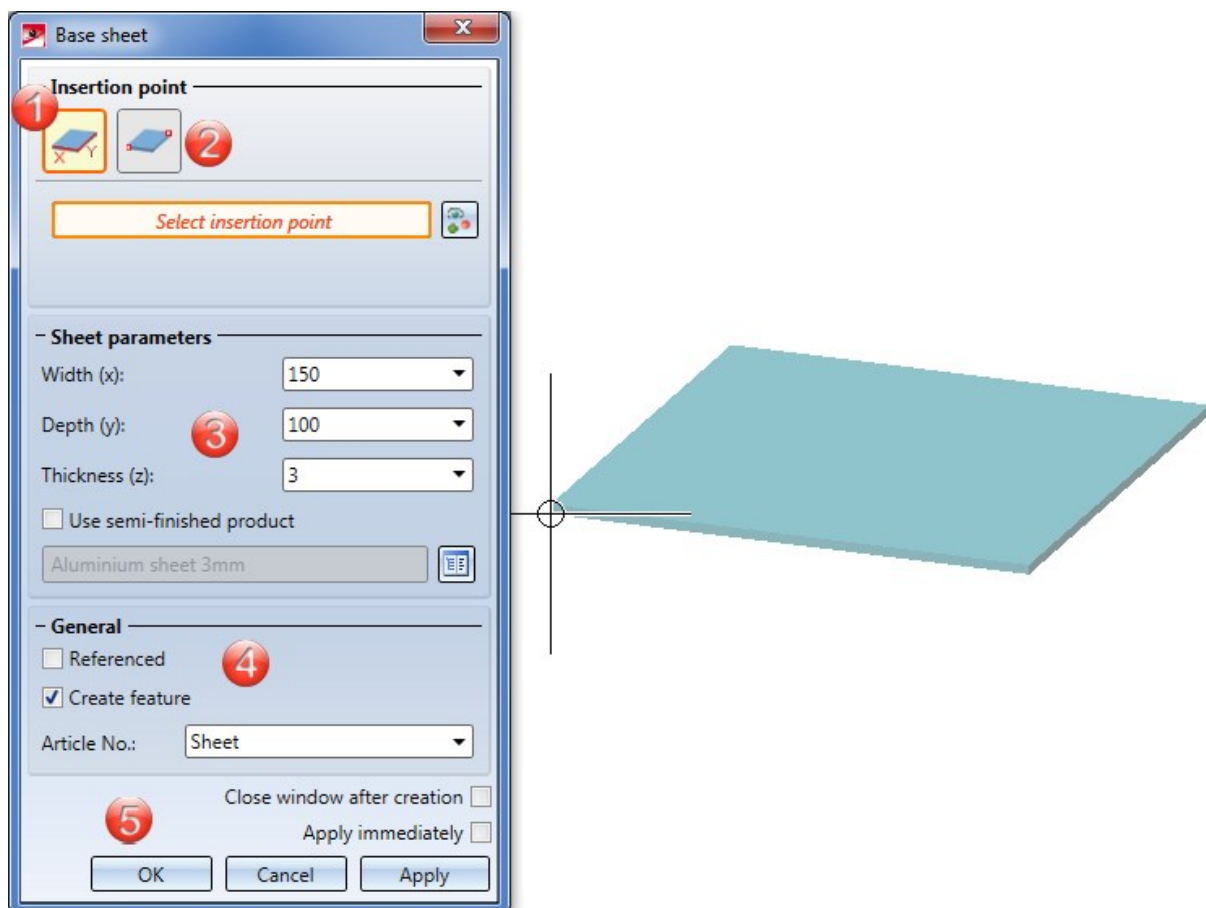 Base sheet
Insertion point
1
X Y
2
Select insertion point
Sheet parameters
Width (x): 150
Depth (y): 100
3
Thickness (z): 3
Use semi-finished product
Aluminium sheet 3mm
General
Referenced
4
Create feature
Article No.: Sheet
Close window after creation
5
Apply immediately
OK Cancel Apply